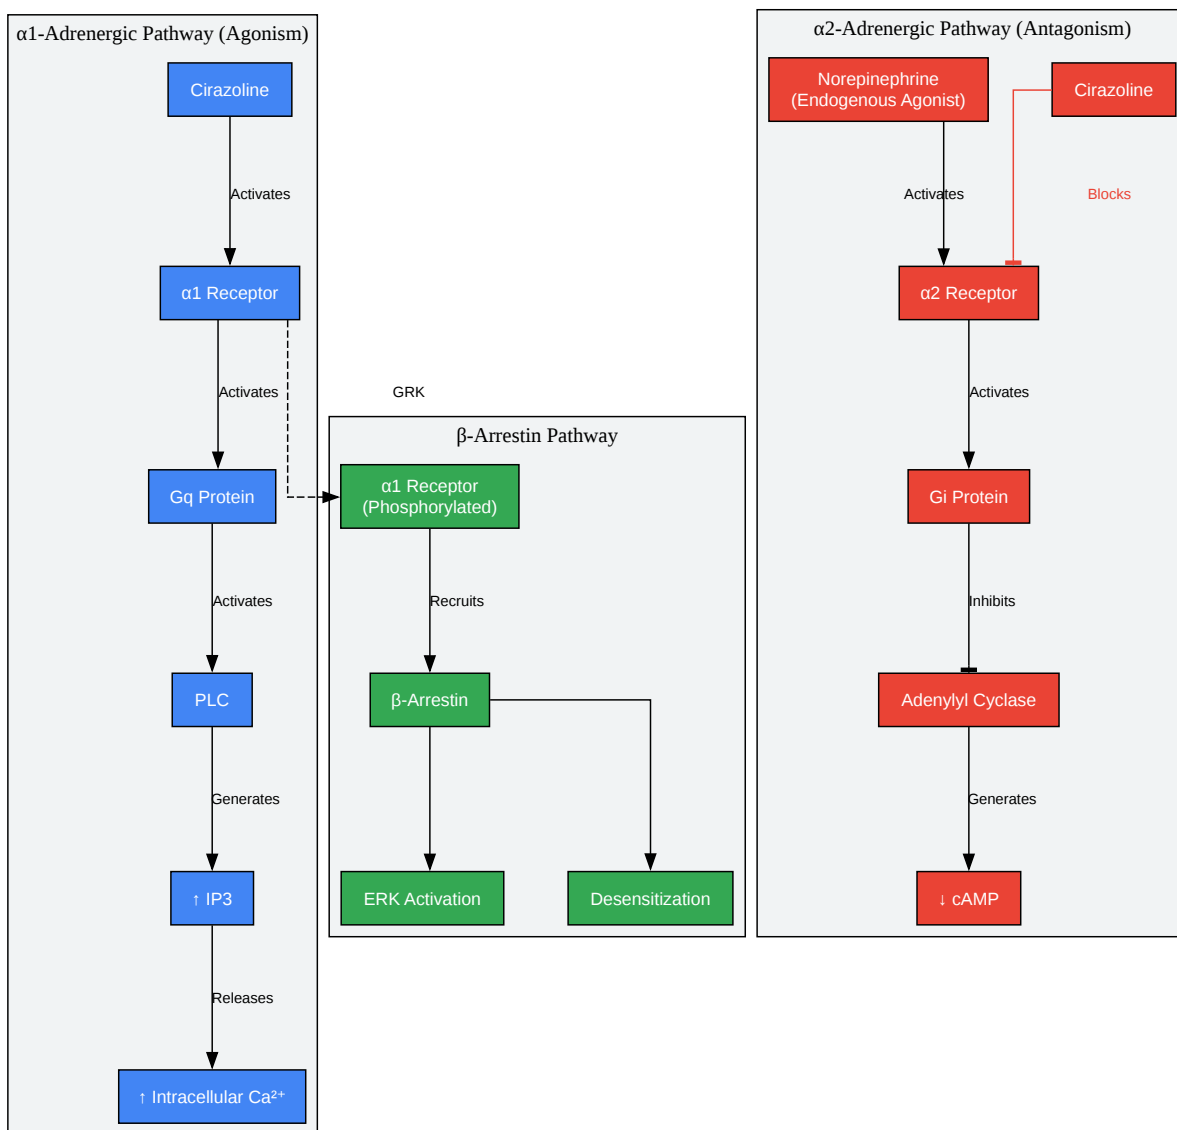 α1-Adrenergic Pathway (Agonism)
Cirazoline
Activates
α1 Receptor
Activates
Gq Protein
Activates
PLC
Generates
↑ IP3
Releases
↑ Intracellular Ca²⁺
GRK
β-Arrestin Pathway
α1 Receptor
(Phosphorylated)
Recruits
β-Arrestin
ERK Activation
Desensitization
α2-Adrenergic Pathway (Antagonism)
Norepinephrine
(Endogenous Agonist)
Cirazoline
Activates
Blocks
α2 Receptor
Activates
Gi Protein
Inhibits
Adenylyl Cyclase
Generates
↓ cAMP